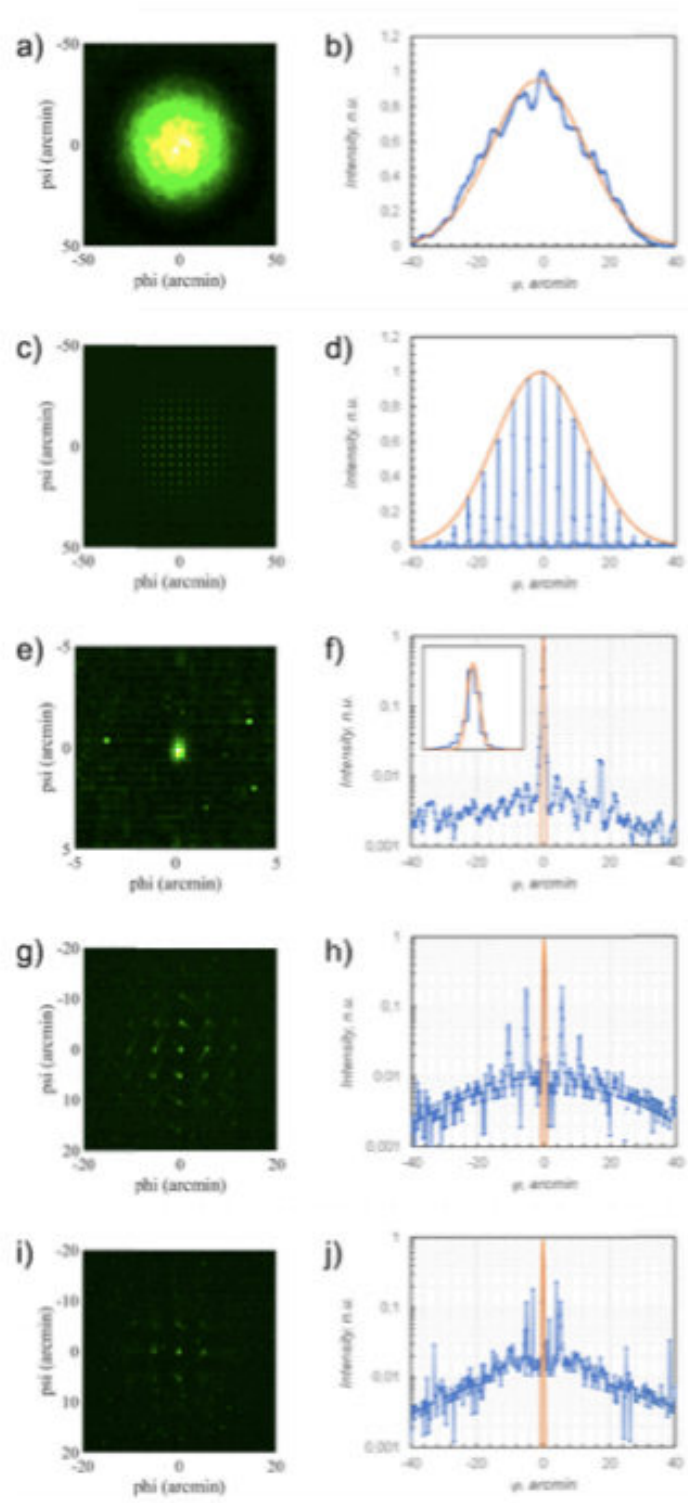 a)
-50
0
50
psi (arcmin)
-50
0
50
phi (arcmin)
b)
1.2
1
0.8
0.6
0.4
0.2
0
Intensity, n.u.
-40
-20
0
20
40
φ, arcmin
c)
-50
0
50
psi (arcmin)
-50
0
50
phi (arcmin)
d)
1.2
1
0.8
0.6
0.4
0.2
0
Intensity, n.u.
-40
-20
0
20
40
φ, arcmin
e)
-5
0
5
psi (arcmin)
-5
0
5
phi (arcmin)
f)
1
0.1
0.01
0.001
Intensity, n.u.
-40
-20
0
20
40
φ, arcmin
g)
-20
-10
0
10
20
psi (arcmin)
-20
0
20
phi (arcmin)
h)
1
0.1
0.01
0.001
Intensity, n.u.
-40
-20
0
20
40
φ, arcmin
i)
-20
-10
0
10
20
psi (arcmin)
-20
0
20
phi (arcmin)
j)
1
0.1
0.01
0.001
Intensity, n.u.
-40
-20
0
20
40
φ, arcmin